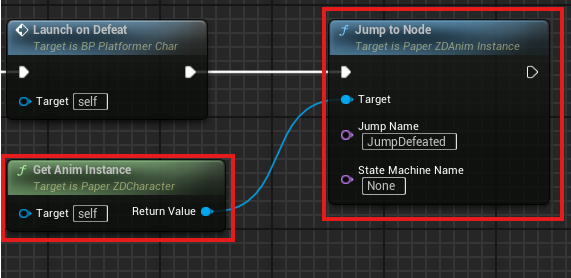 Launch on Defeat
Target is BP Platformer Char
Target self
f Jump to Node
Target is Paper ZDAnim Instance
Target
Jump Name
JumpDefeated
State Machine Name
None
f Get Anim Instance
Target is Paper ZDCharacter
Target self Return Value